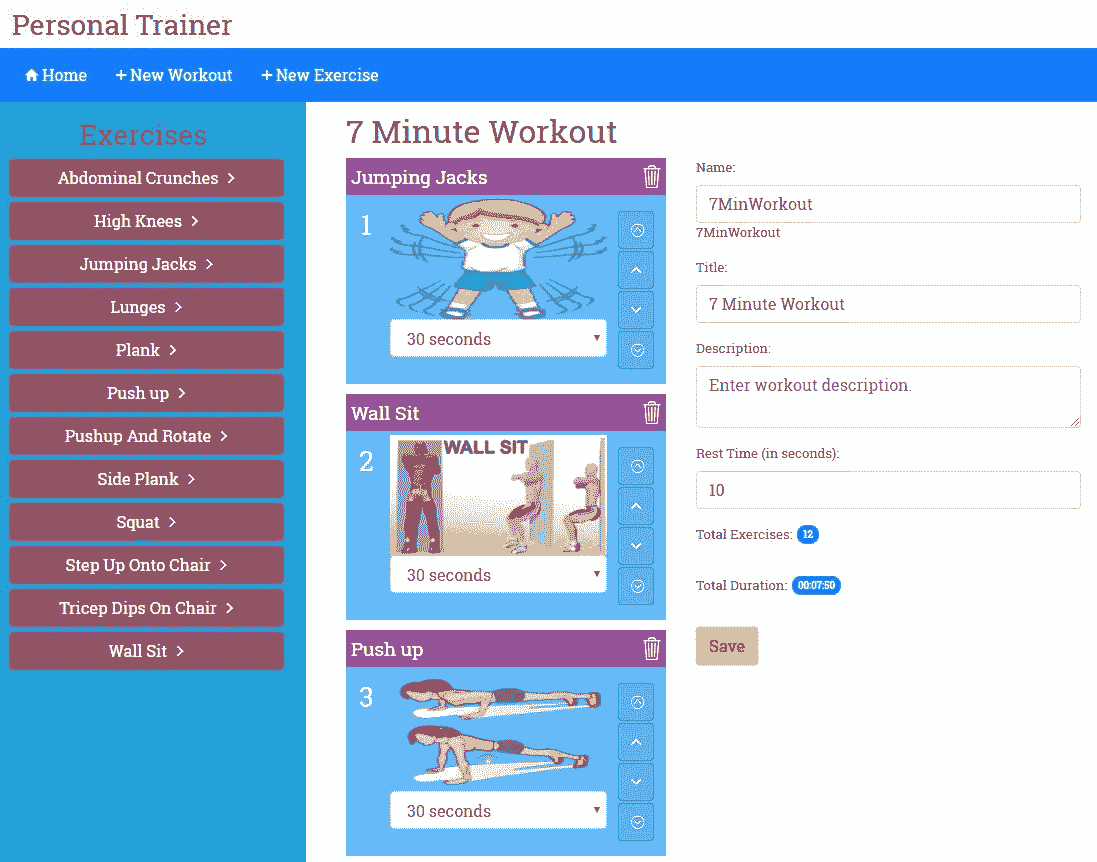 Personal Trainer
Home
New Workout
New Exercise
Exercises
Abdominal Crunches
High Knees
Jumping Jacks
Lunges
Plank
Push up
Pushup And Rotate
Side Plank
Squat
Step Up Onto Chair
Tricep Dips On Chair
Wall Sit
7 Minute Workout
Jumping Jacks
1
30 seconds
Wall Sit
2
WALL SIT
30 seconds
Push up
3
30 seconds
Name:
7MinWorkout
7MinWorkout
Title:
7 Minute Workout
Description:
Enter workout description.
Rest Time (in seconds):
10
Total Exercises: 12
Total Duration: 00:07:50
Save